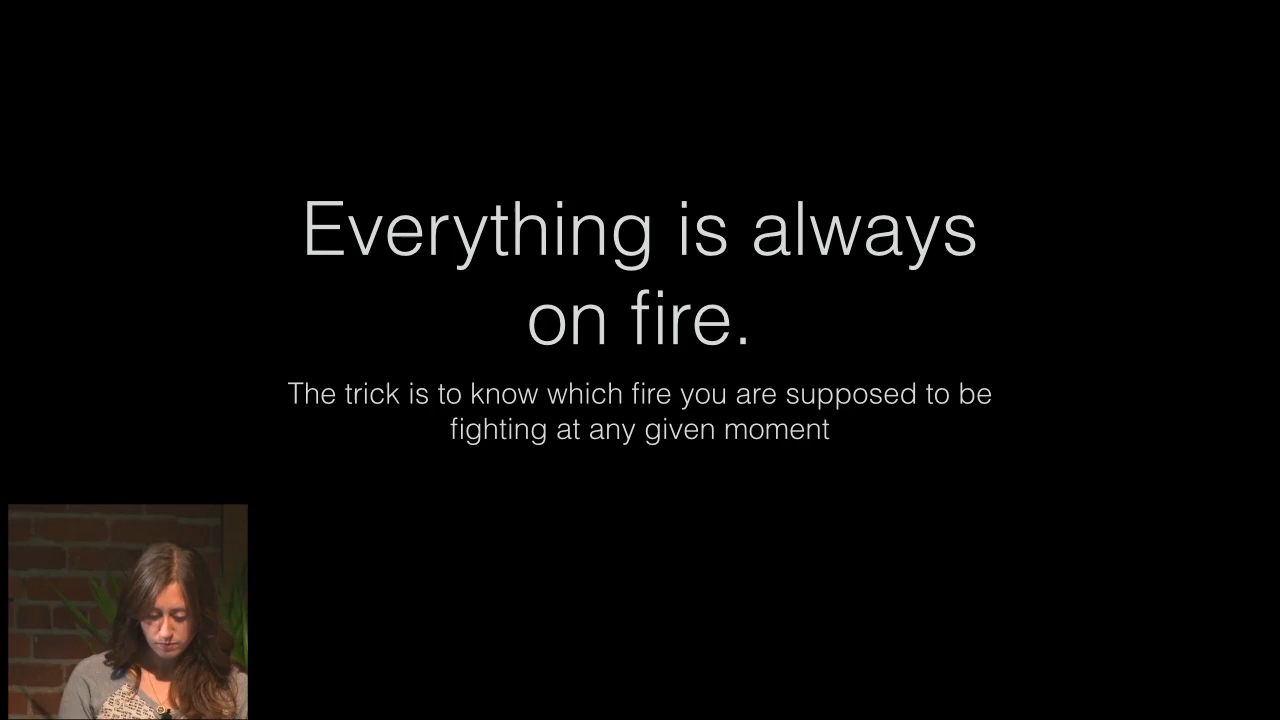 Everything is always
on fire.
The trick is to know which fire you are supposed to be
fighting at any given moment